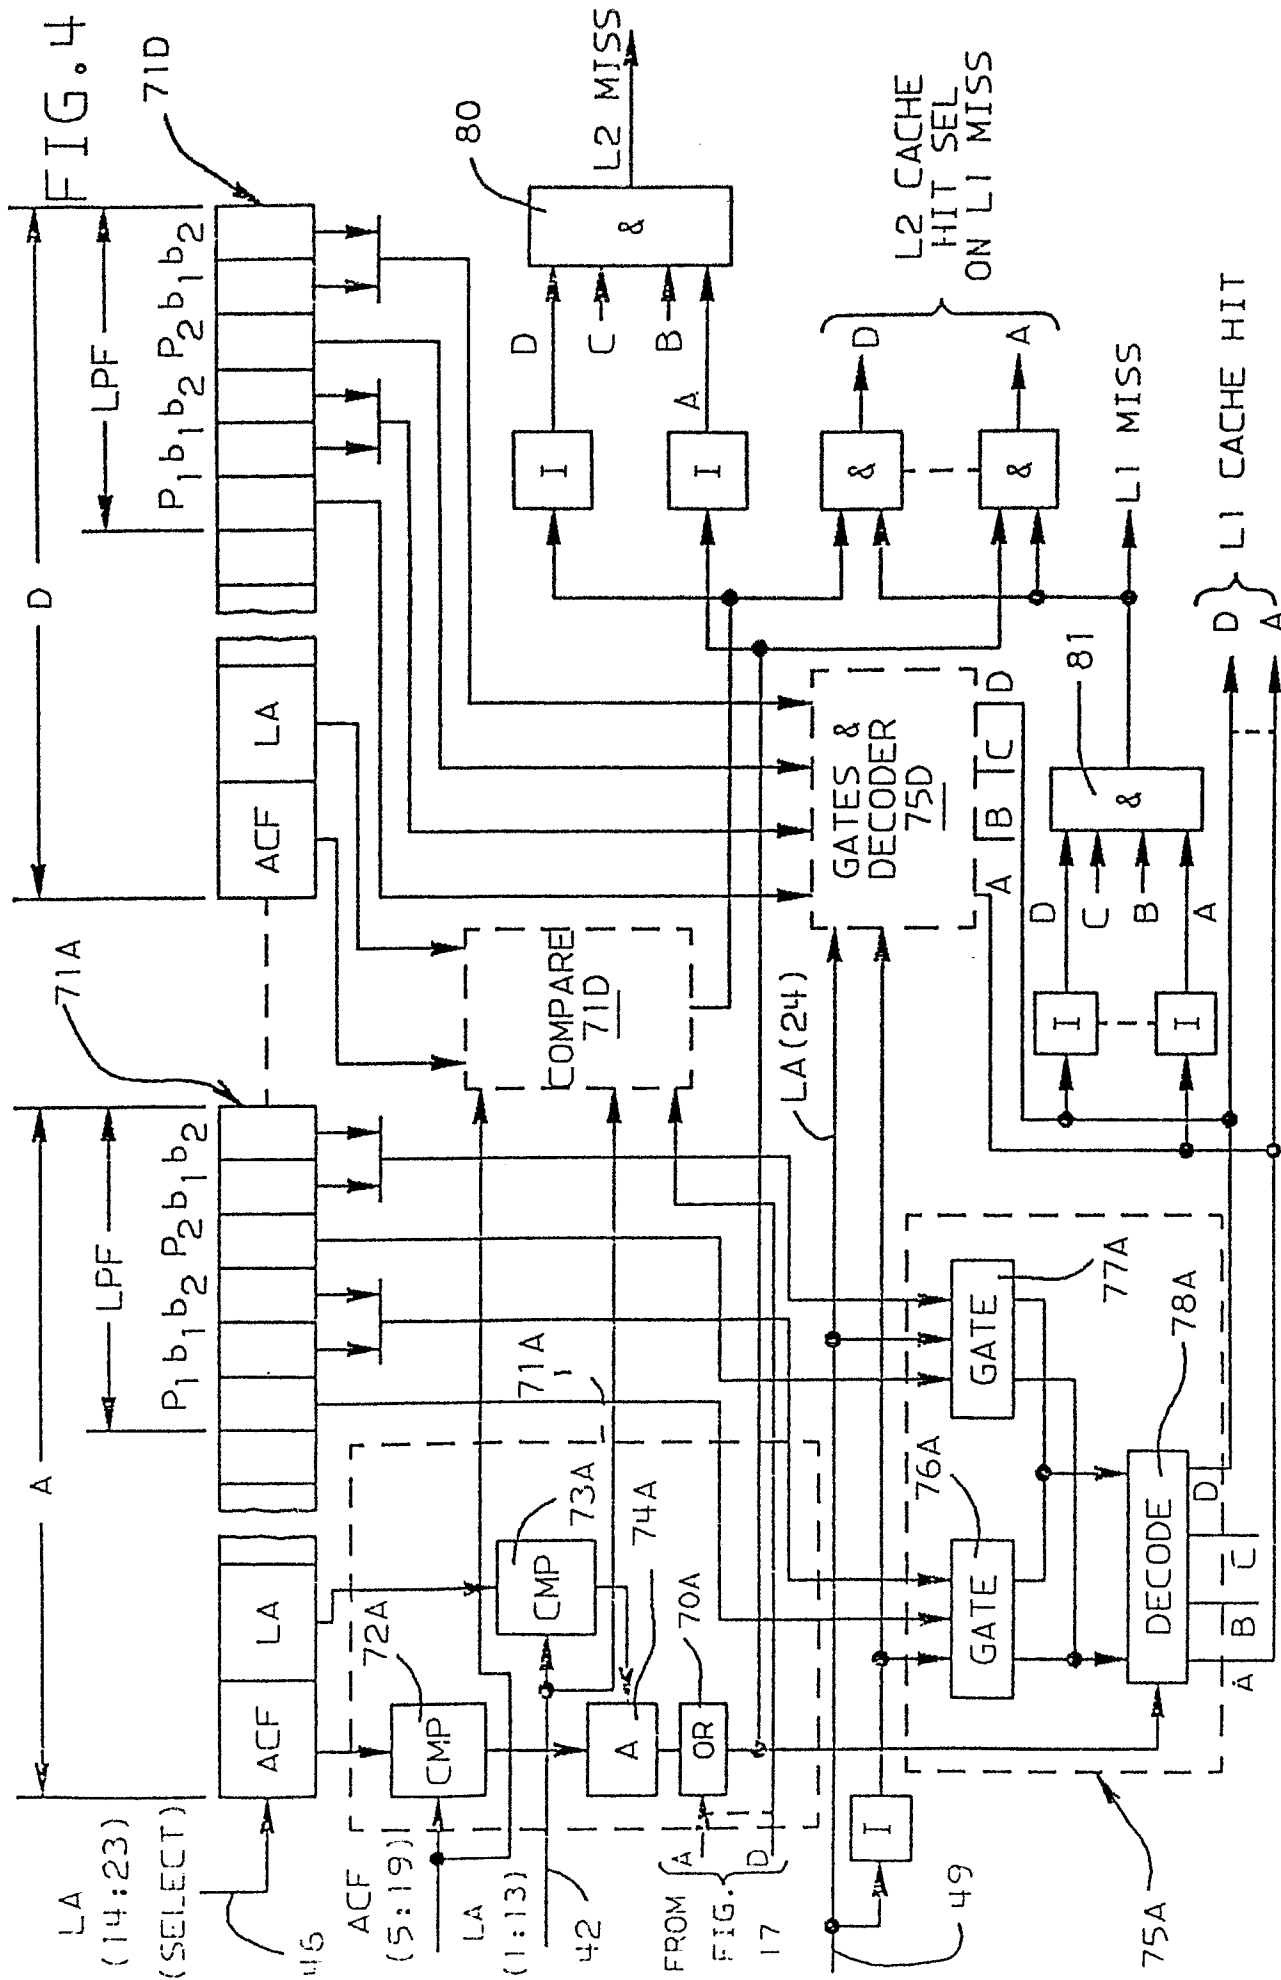 FIG.4
A
D
71A
71D
LPF
LPF
P1 b1 b2 P2 b1 b2
P1 b1 b2 P2 b1 b2
LA
(14:23)
(SELECT)
46
ACF
LA
ACF
LA
ACF
(5:19)
LA
(1:13)
42
72A
CMP
73A
CMP
71A
74A
A
70A
OR
FROM
FIG.
17
A
D
COMPARE
71D
D
C
B
A
I
I
80
&
L2 MISS
49
I
LA(24)
GATES &
DECODER
75D
A
B
C
D
&
&
D
A
L2 CACHE
HIT SEL
ON L1 MISS
75A
76A
GATE
77A
GATE
78A
DECODE
A
B
C
D
I
I
D
C
B
A
81
&
L1 MISS
D
A
L1 CACHE HIT